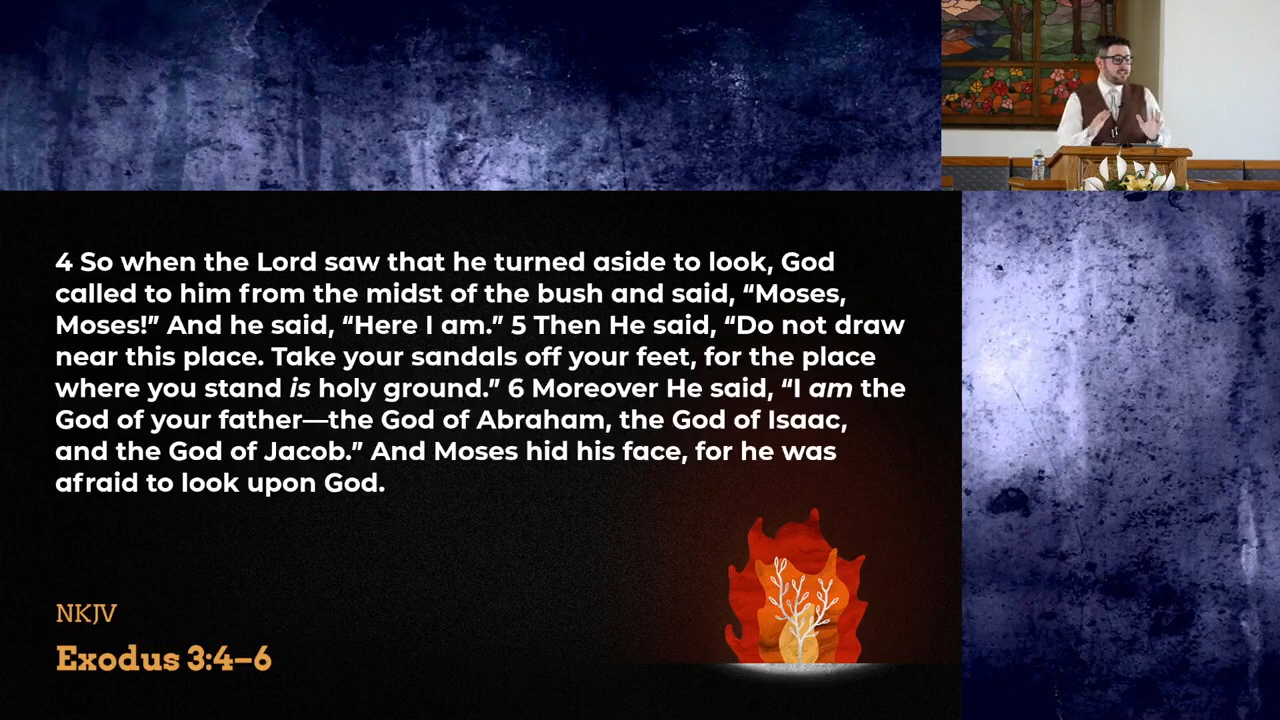 4 So when the Lord saw that he turned aside to look, God
called to him from the midst of the bush and said, “Moses,
Moses!” And he said, “Here I am.” 5 Then He said, “Do not draw
near this place. Take your sandals off your feet, for the place
where you stand is holy ground.” 6 Moreover He said, “I am the
God of your father—the God of Abraham, the God of Isaac,
and the God of Jacob.” And Moses hid his face, for he was
afraid to look upon God.
NKJV
Exodus 3:4–6